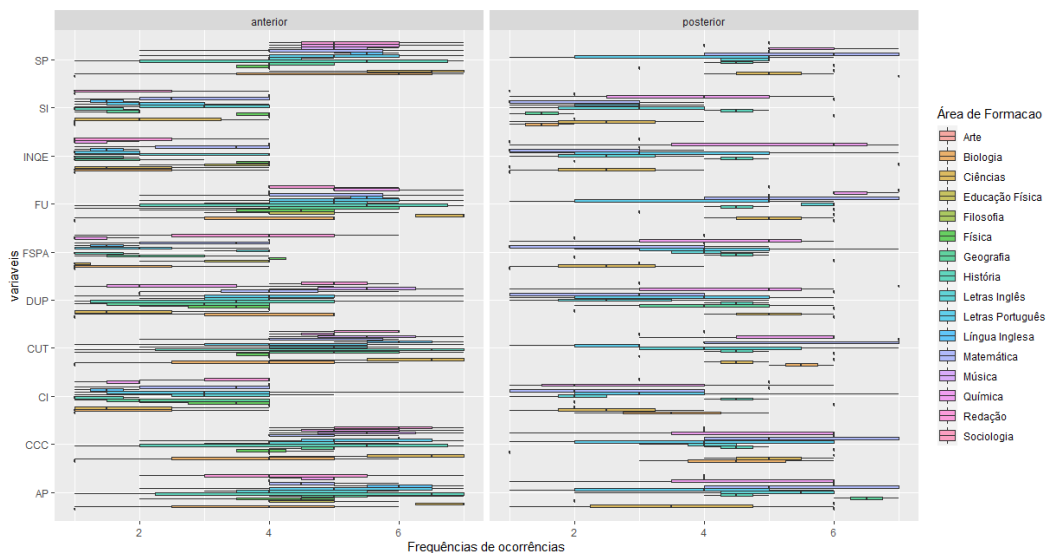 anterior
posterior
variaveis
SP
SI
INQE
FU
FSPA
DUP
CUT
CI
CCC
AP
2
4
6
2
4
6
Frequências de ocorrências
Área de Formacao
Arte
Biologia
Ciências
Educação Física
Filosofia
Física
Geografia
História
Letras Inglês
Letras Português
Língua Inglesa
Matemática
Música
Química
Redação
Sociologia